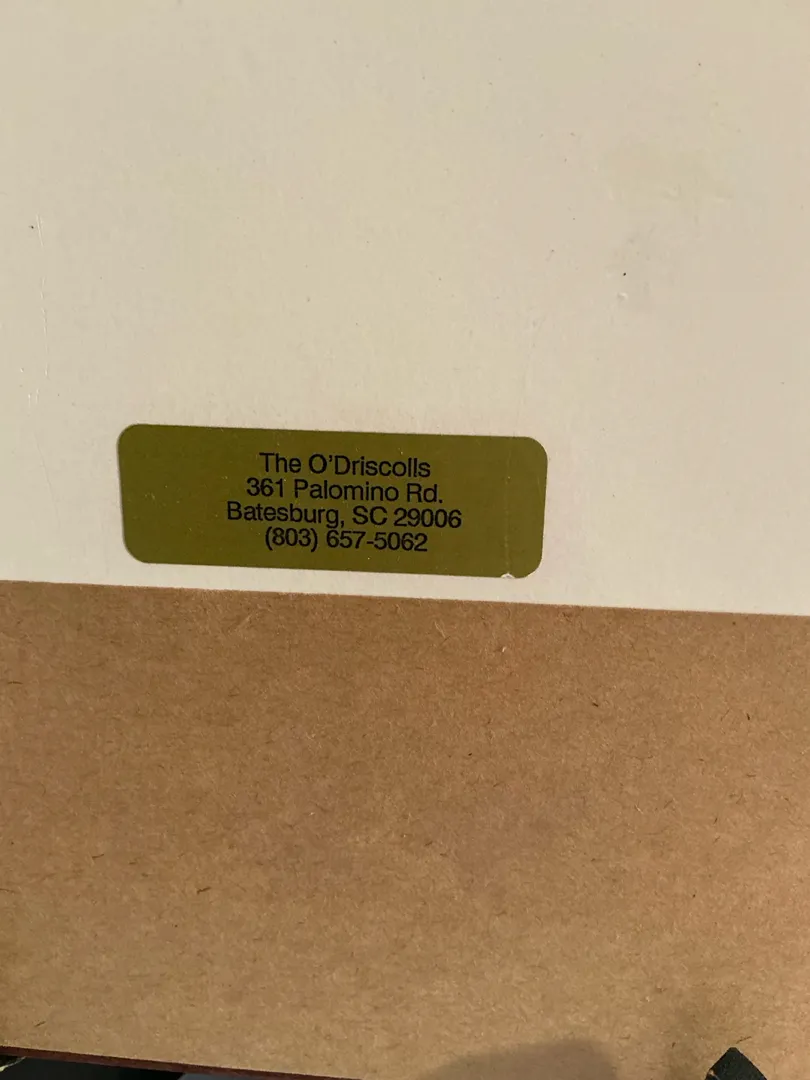 The O'Driscolls
361 Palomino Rd.
Batesburg, SC 29006
(803) 657-5062